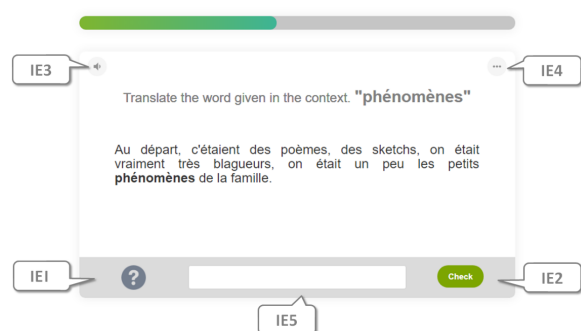 IE3
IE4
Translate the word given in the context. "phénomènes"
Au départ, c'étaient des poèmes, des sketchs, on était
vraiment très blagueurs, on était un peu les petits
phénomènes de la famille.
IE1
?
Check
IE2
IE5